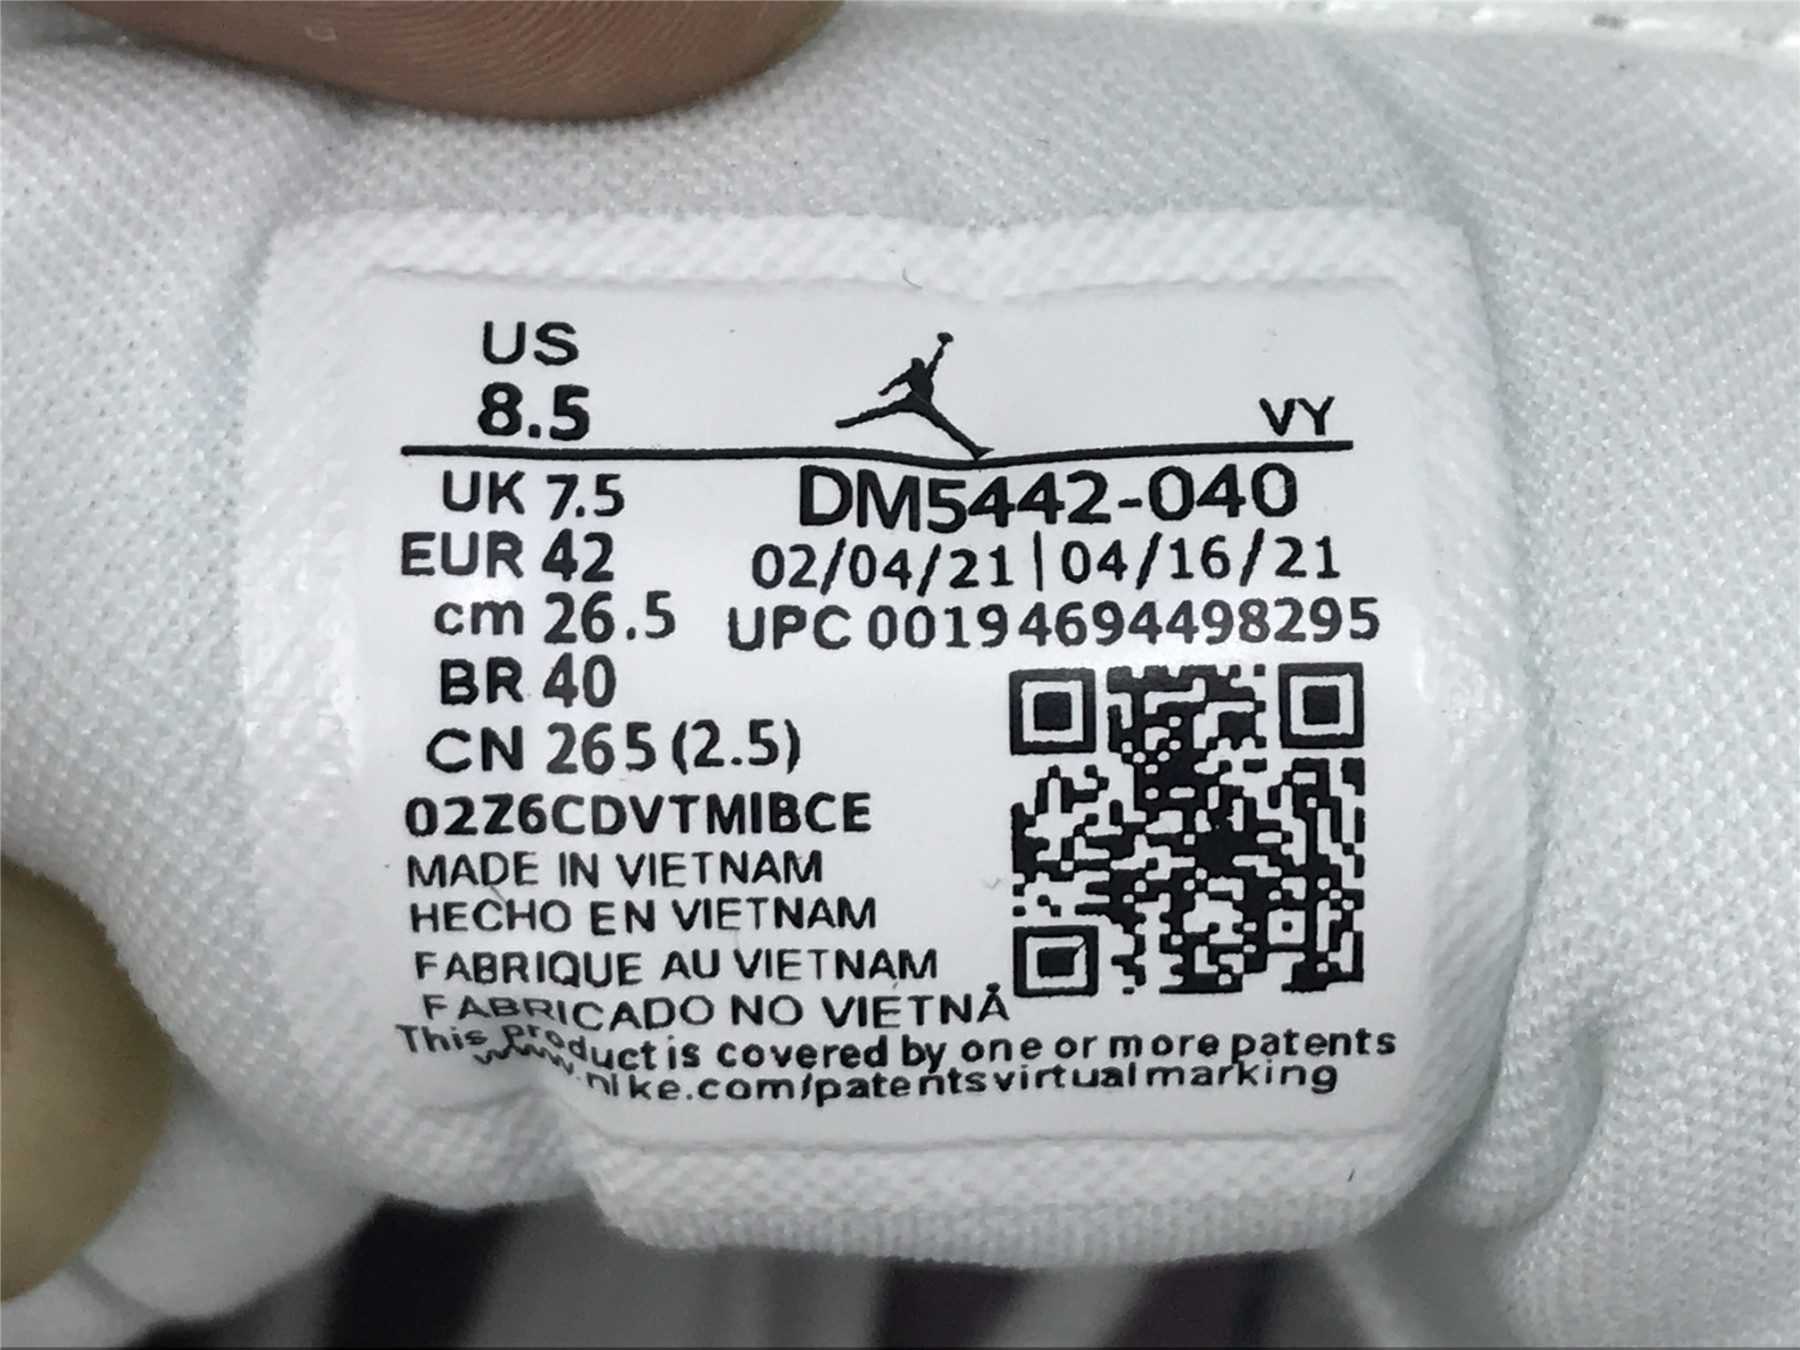 US
8.5
VY
UK 7.5
EUR 42
cm 26.5
BR 40
CN 265 (2.5)
DM5442-040
02/04/21 | 04/16/21
UPC 00194694498295
02Z6CDVTMIBCE
MADE IN VIETNAM
HECHO EN VIETNAM
FABRIQUE AU VIETNAM
FABRICADO NO VIETNÃ
This product is covered by one or more patents
www.nike.com/patentsvirtualmarking